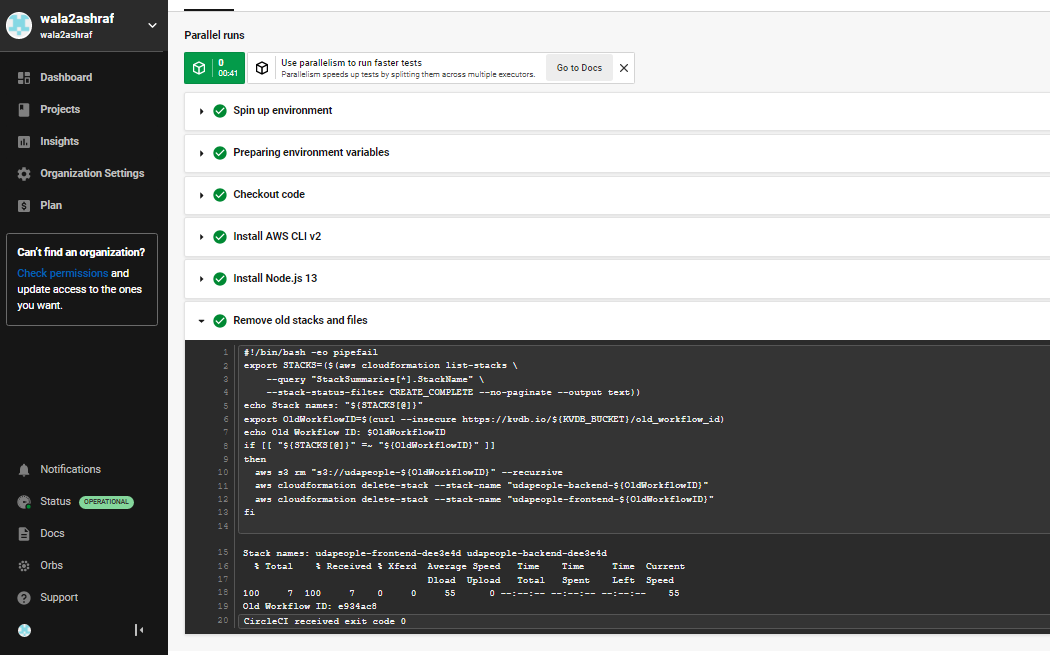 wala2ashraf
wala2ashraf
Dashboard
Projects
Insights
Organization Settings
Plan
Can't find an organization?
Check permissions and
update access to the ones
you want.
Notifications
Status OPERATIONAL
Docs
Orbs
Support
Parallel runs
0
00:41
Use parallelism to run faster tests
Parallelism speeds up tests by splitting them across multiple executors.
Go to Docs
Spin up environment
Preparing environment variables
Checkout code
Install AWS CLI v2
Install Node.js 13
Remove old stacks and files
1 #!/bin/bash -eo pipefail
2 export STACKS=($(aws cloudformation list-stacks \
3     --query "StackSummaries[*].StackName" \
4     --stack-status-filter CREATE_COMPLETE --no-paginate --output text))
5 echo Stack names: "${STACKS[@]}"
6 export OldWorkflowID=$(curl --insecure https://kvdb.io/${KVDB_BUCKET}/old_workflow_id)
7 echo Old Workflow ID: $OldWorkflowID
8 if [[ "${STACKS[@]}" =~ "${OldWorkflowID}" ]]
9 then
10   aws s3 rm "s3://udapeople-${OldWorkflowID}" --recursive
11   aws cloudformation delete-stack --stack-name "udapeople-backend-${OldWorkflowID}"
12   aws cloudformation delete-stack --stack-name "udapeople-frontend-${OldWorkflowID}"
13 fi
14
15 Stack names: udapeople-frontend-dee3e4d udapeople-backend-dee3e4d
16   % Total    % Received % Xferd  Average Speed   Time    Time     Time  Current
17                                  Dload  Upload   Total   Spent    Left  Speed
18 100     7  100     7    0     0     55      0 --:--:-- --:--:-- --:--:--    55
19 Old Workflow ID: e934ac8
20 CircleCI received exit code 0